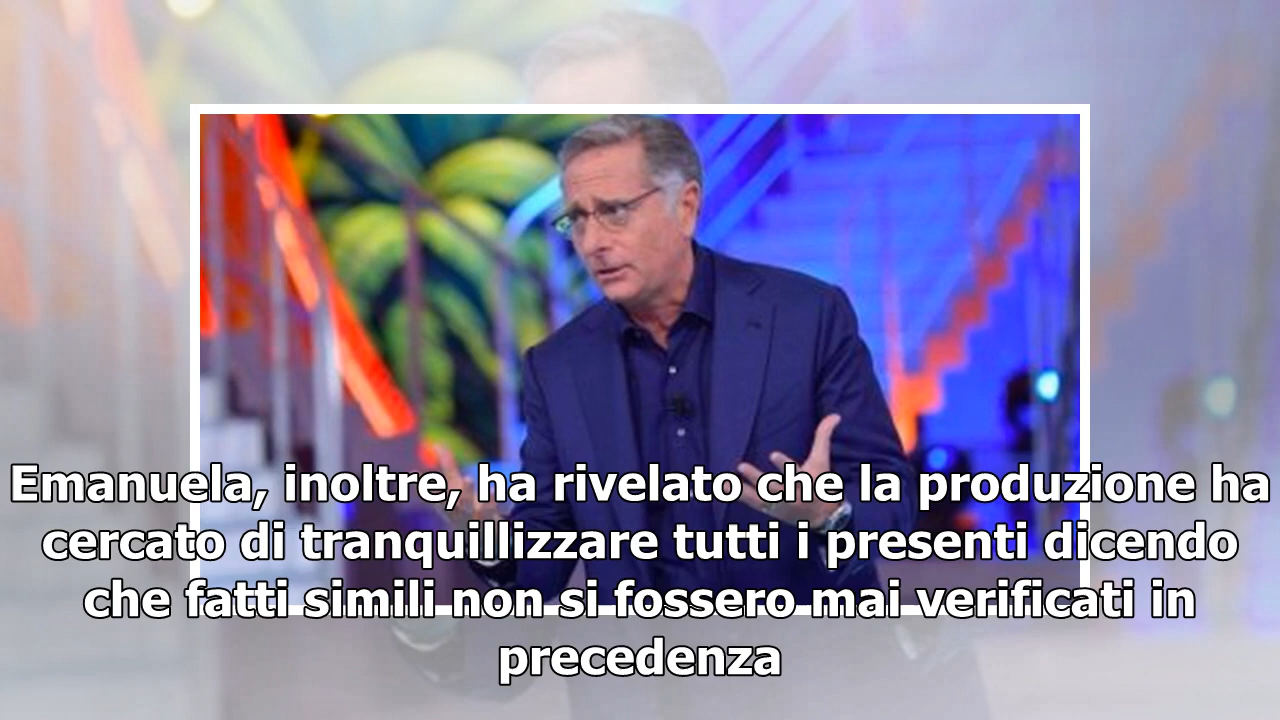 Emanuela, inoltre, ha rivelato che la produzione ha
cercato di tranquillizzare tutti i presenti dicendo
che fatti simili non si fossero mai verificati in
precedenza